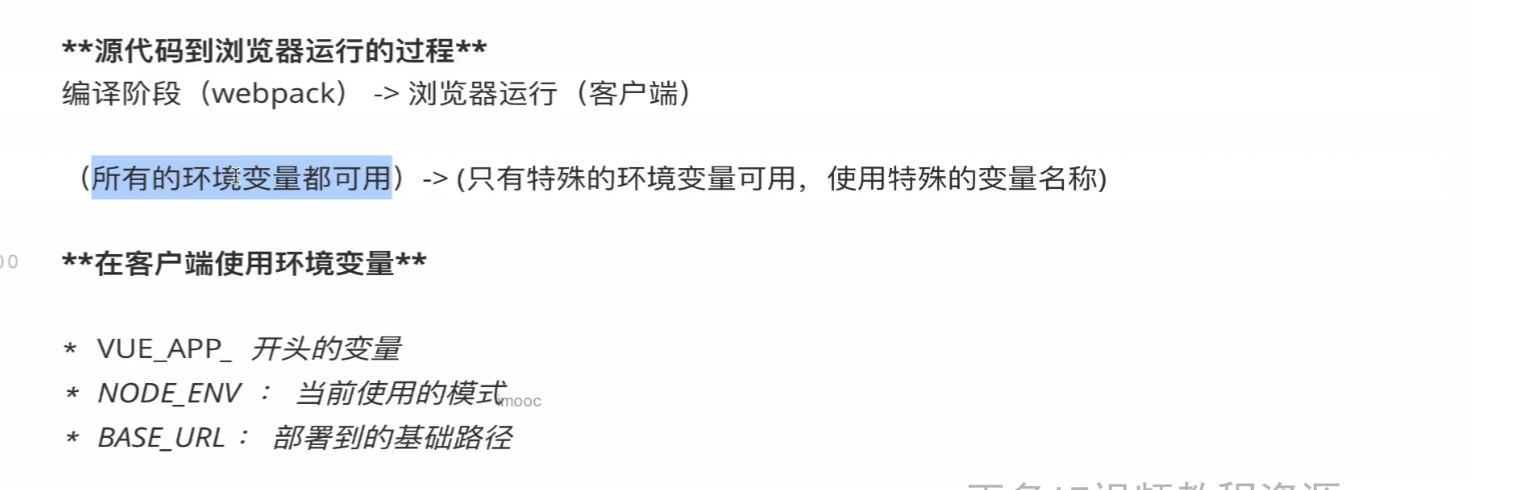 **源代码到浏览器运行的过程**
编译阶段（webpack） -> 浏览器运行（客户端）
（所有的环境变量都可用）-> (只有特殊的环境变量可用，使用特殊的变量名称)
**在客户端使用环境变量**
* VUE_APP_ 开头的变量
* NODE_ENV ： 当前使用的模式
imooc
* BASE_URL： 部署到的基础路径